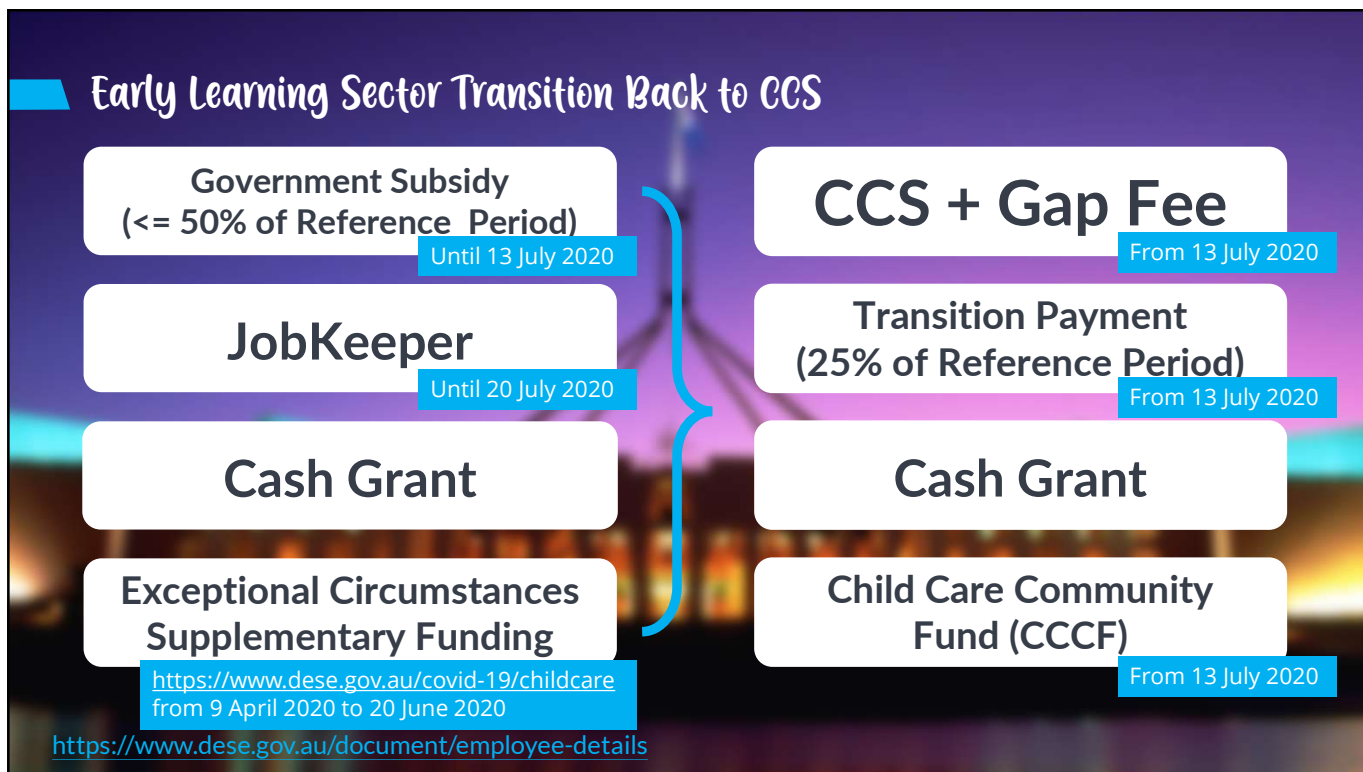 Early Learning Sector Transition Back to CCS
Government Subsidy
(<= 50% of Reference Period)
Until 13 July 2020
JobKeeper
Until 20 July 2020
Cash Grant
Exceptional Circumstances
Supplementary Funding
https://www.dese.gov.au/covid-19/childcare
from 9 April 2020 to 20 June 2020
https://www.dese.gov.au/document/employee-details
CCS + Gap Fee
From 13 July 2020
Transition Payment
(25% of Reference Period)
From 13 July 2020
Cash Grant
Child Care Community
Fund (CCCF)
From 13 July 2020